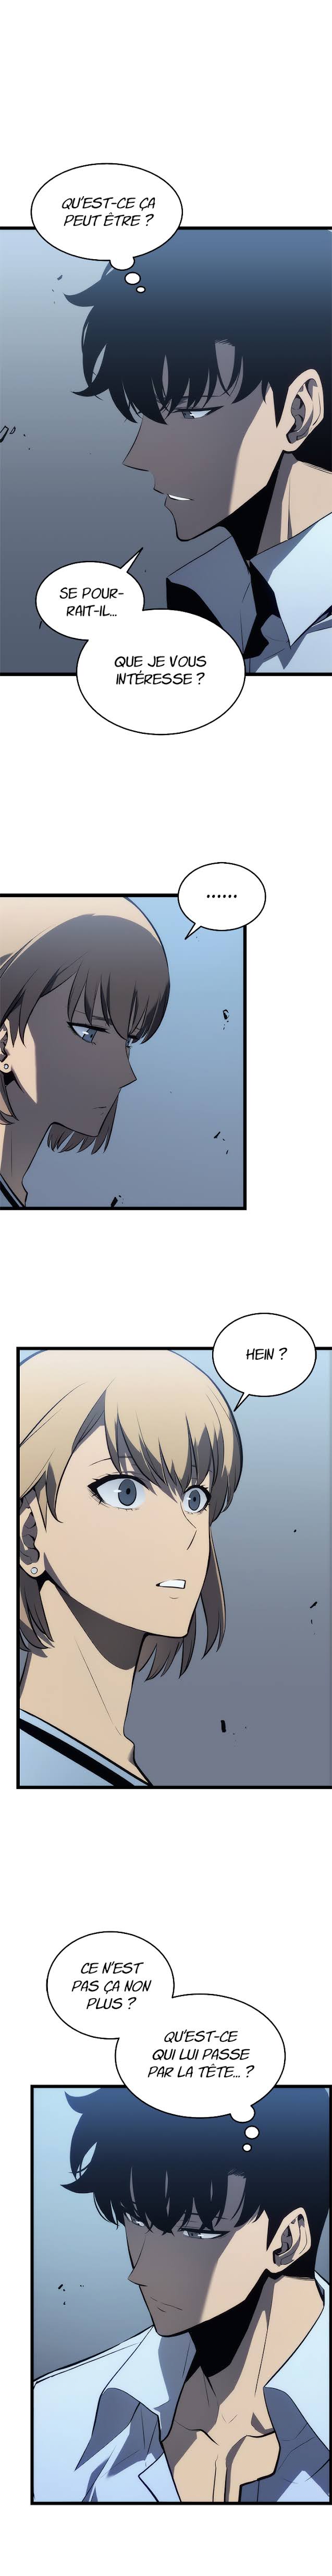 QU'EST-CE ÇA
PEUT ÊTRE ?
SE POUR-
RAIT-IL...
QUE JE VOUS
INTÉRESSE ?
......
HEIN ?
CE N'EST
PAS ÇA NON
PLUS ?
QU'EST-CE
QUI LUI PASSE
PAR LA TÊTE... ?